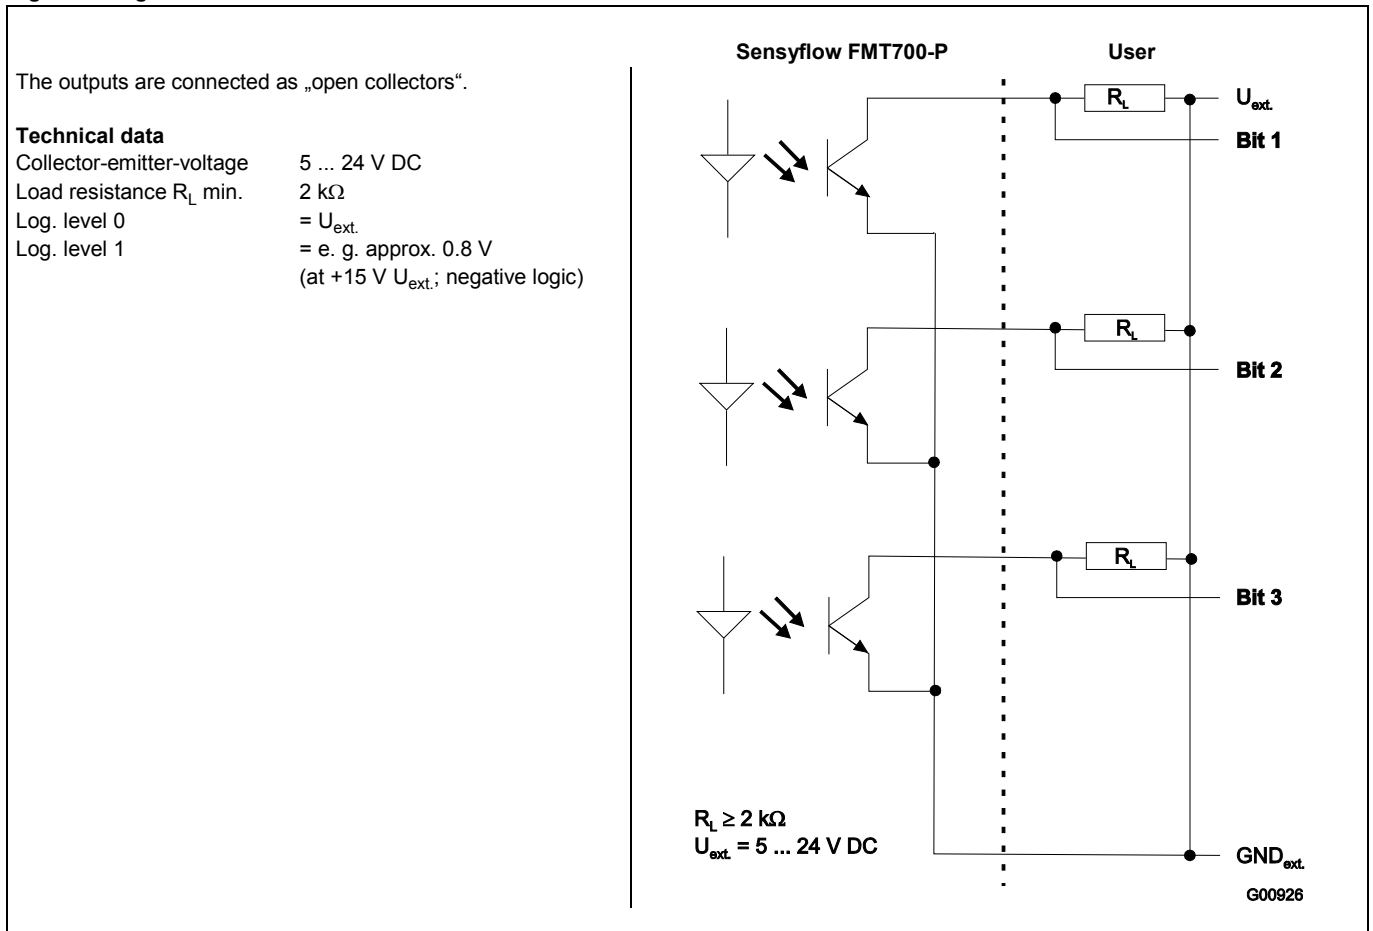 The outputs are connected as „open collectors“.
Technical data
Collector-emitter-voltage 5 ... 24 V DC
Load resistance RL min. 2 kΩ
Log. level 0 = Uext.
Log. level 1 = e. g. approx. 0.8 V
(at +15 V Uext.; negative logic)
Sensyflow FMT700-P User
RL Uext.
Bit 1
RL
Bit 2
RL
Bit 3
RL ≥ 2 kΩ
Uext. = 5 ... 24 V DC
GNDext.
G00926